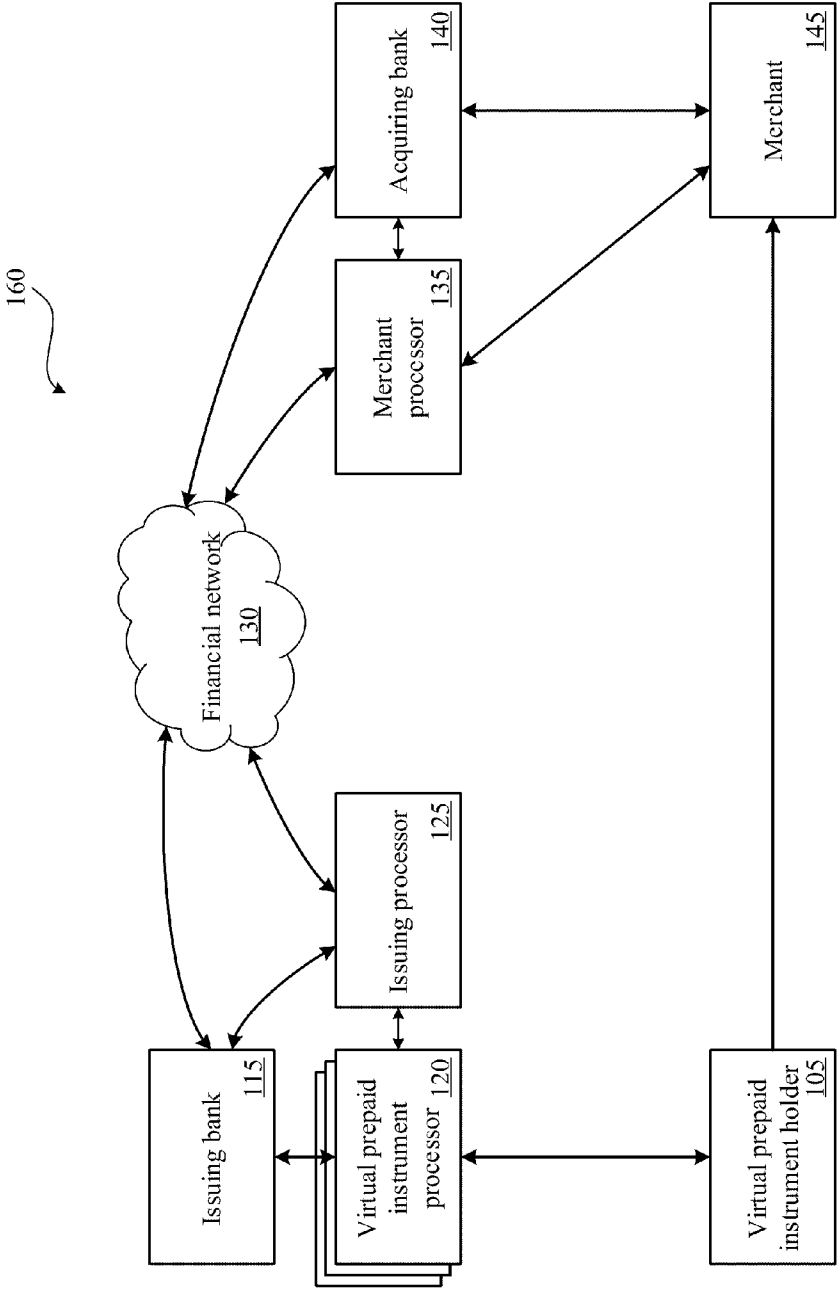 160
Issuing bank
115
Financial network
130
Virtual prepaid
instrument
processor
120
Issuing processor
125
Merchant
processor
135
Acquiring bank
140
Virtual prepaid
instrument holder
105
Merchant
145